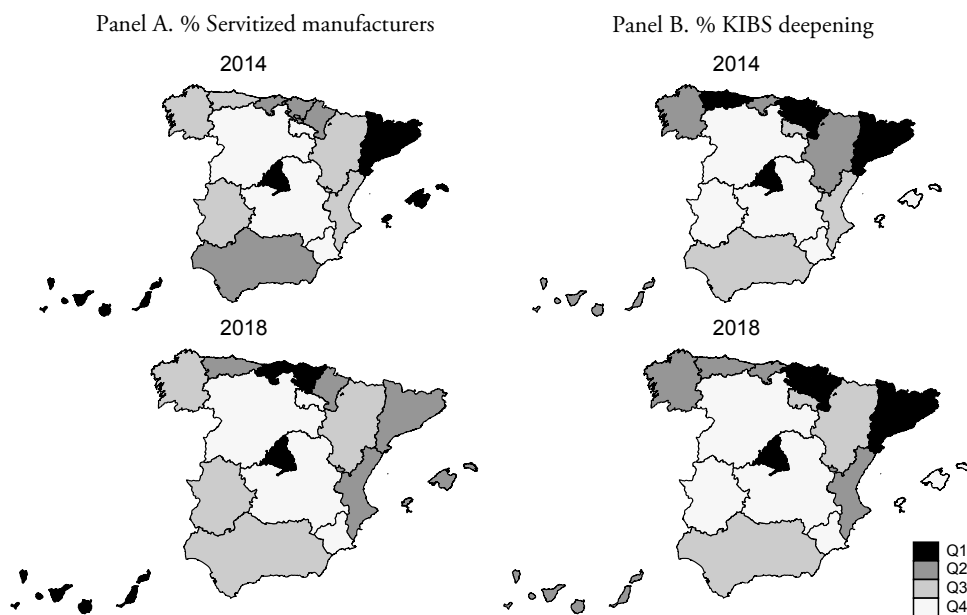 Panel A. % Servitized manufacturers
Panel B. % KIBS deepening
2014
2014
2018
2018
Q1
Q2
Q3
Q4